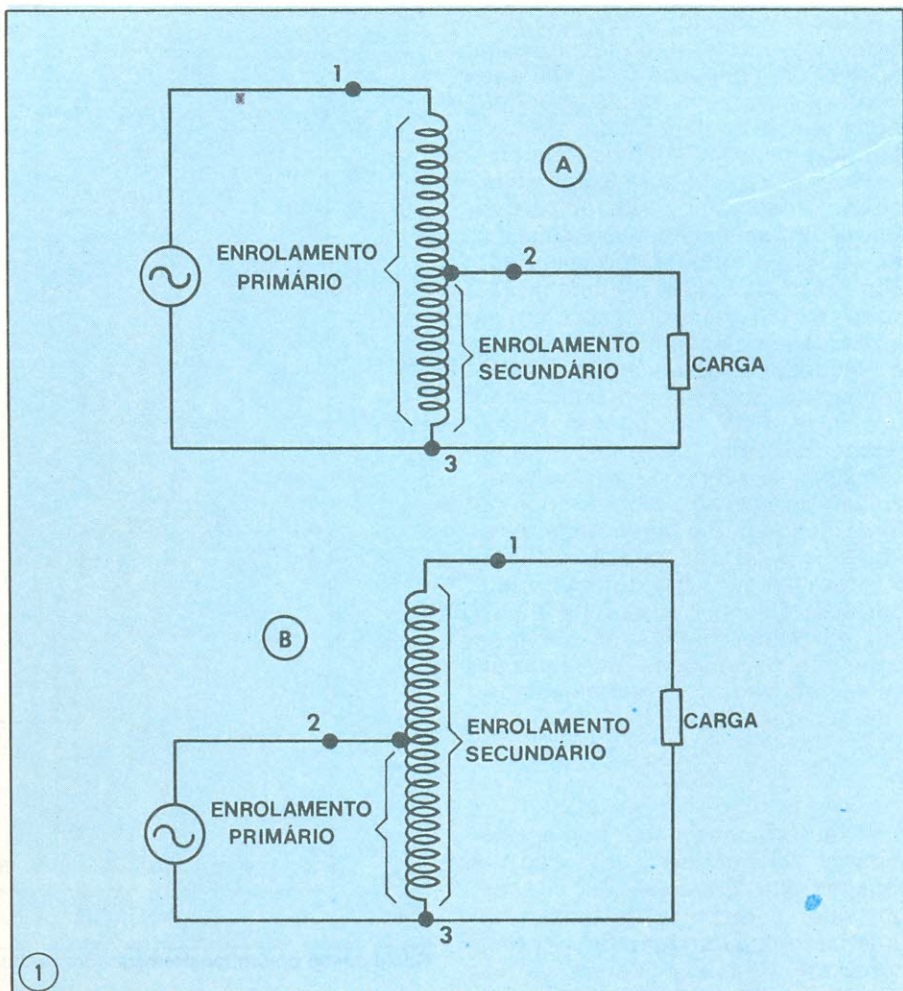 1
A
ENROLAMENTO
PRIMÁRIO
2
ENROLAMENTO
SECUNDÁRIO
CARGA
3
1
B
ENROLAMENTO
SECUNDÁRIO
CARGA
2
ENROLAMENTO
PRIMÁRIO
3
1